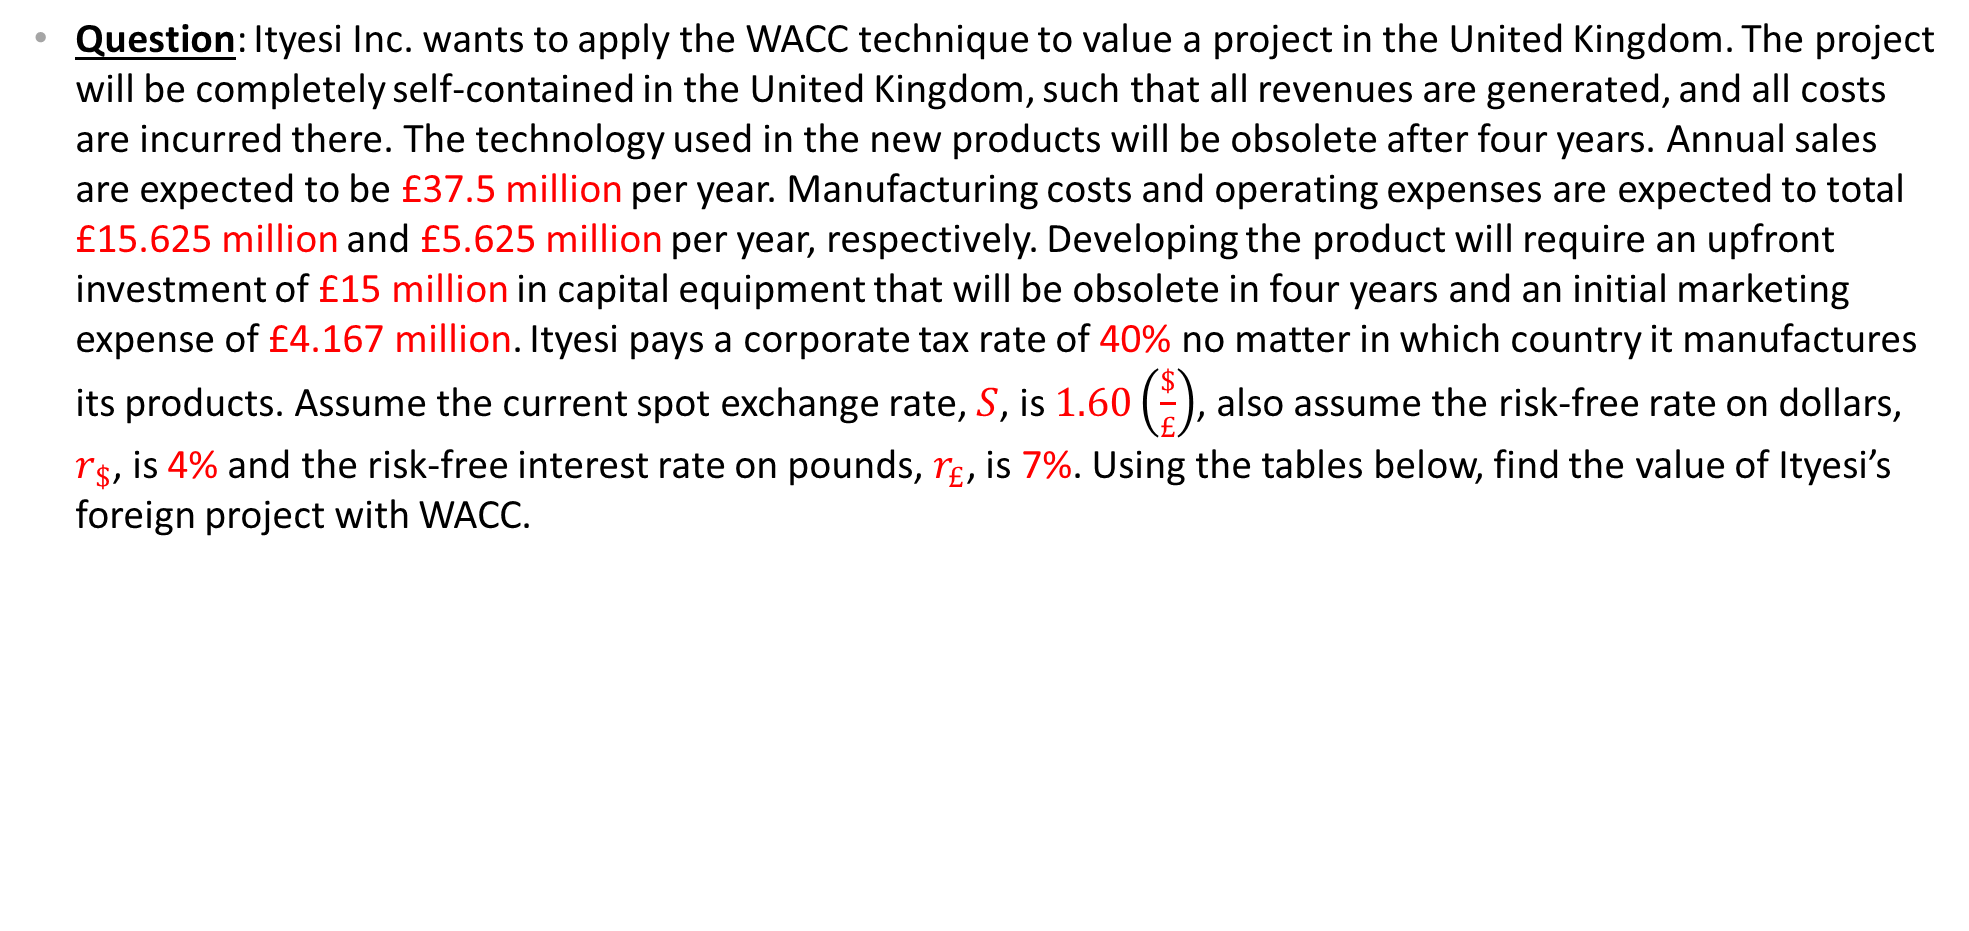 • Question: Ityesi Inc. wants to apply the WACC technique to value a project in the United Kingdom. The project
will be completely self-contained in the United Kingdom, such that all revenues are generated, and all costs
are incurred there. The technology used in the new products will be obsolete after four years. Annual sales
are expected to be £37.5 million per year. Manufacturing costs and operating expenses are expected to total
£15.625 million and £5.625 million per year, respectively. Developing the product will require an upfront
investment of £15 million in capital equipment that will be obsolete in four years and an initial marketing
expense of £4.167 million. Ityesi pays a corporate tax rate of 40% no matter in which country it manufactures
its products. Assume the current spot exchange rate, S, is 1.60 ($/£), also assume the risk-free rate on dollars,
r$, is 4% and the risk-free interest rate on pounds, r£, is 7%. Using the tables below, find the value of Ityesi’s
foreign project with WACC.